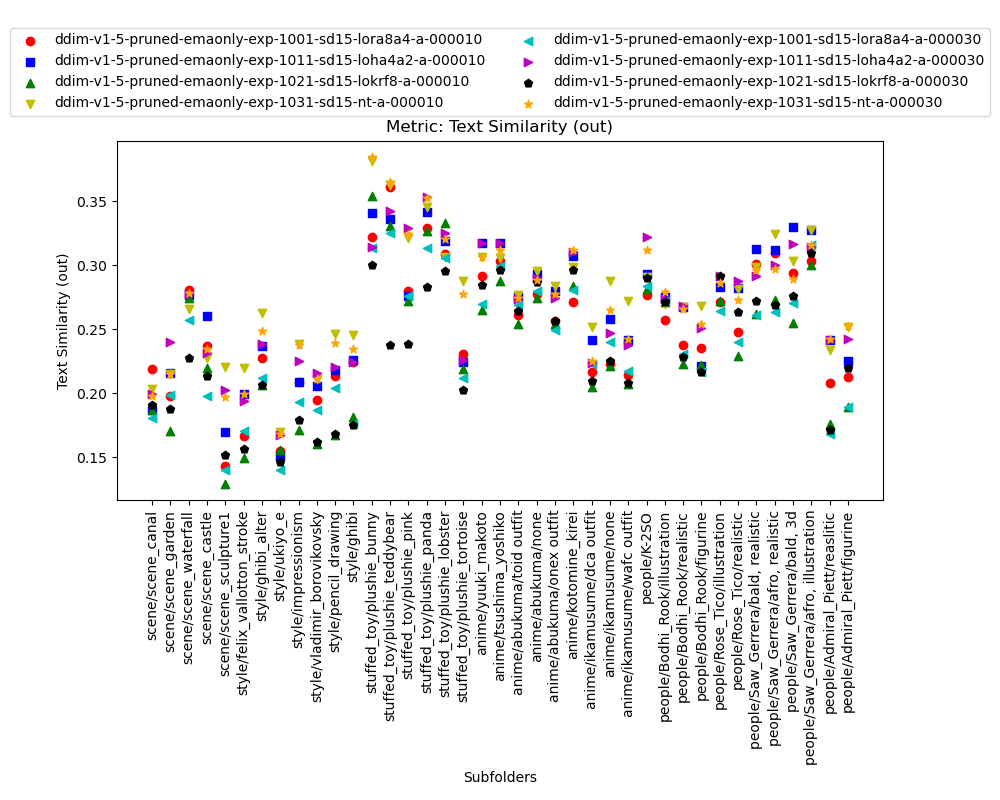 ddim-v1-5-pruned-emaonly-exp-1001-sd15-lora8a4-a-000010
ddim-v1-5-pruned-emaonly-exp-1011-sd15-loha4a2-a-000010
ddim-v1-5-pruned-emaonly-exp-1021-sd15-lokrf8-a-000010
ddim-v1-5-pruned-emaonly-exp-1031-sd15-nt-a-000010
ddim-v1-5-pruned-emaonly-exp-1001-sd15-lora8a4-a-000030
ddim-v1-5-pruned-emaonly-exp-1011-sd15-loha4a2-a-000030
ddim-v1-5-pruned-emaonly-exp-1021-sd15-lokrf8-a-000030
ddim-v1-5-pruned-emaonly-exp-1031-sd15-nt-a-000030
Metric: Text Similarity (out)
Text Similarity (out)
0.35
0.30
0.25
0.20
0.15
scene/scene_canal
scene/scene_garden
scene/scene_waterfall
scene/scene_castle
scene/scene_sculpture1
style/felix_vallotton_stroke
style/ghibi_alter
style/ukiyo_e
style/impressionism
style/vladimir_borovikovsky
style/pencil_drawing
style/ghibi
stuffed_toy/plushie_bunny
stuffed_toy/plushie_teddybear
stuffed_toy/plushie_pink
stuffed_toy/plushie_panda
stuffed_toy/plushie_lobster
stuffed_toy/plushie_tortoise
anime/yuuki_makoto
anime/tsushima_yoshiko
anime/abukuma/toid outfit
anime/abukuma/none
anime/abukuma/onex outfit
anime/kotomine_kirei
anime/ikamusume/dca outfit
anime/ikamusume/none
anime/ikamusume/wafc outfit
people/K-2SO
people/Bodhi_Rook/illustration
people/Bodhi_Rook/realistic
people/Bodhi_Rook/figurine
people/Rose_Tico/illustration
people/Rose_Tico/realistic
people/Saw_Gerrera/bald, realistic
people/Saw_Gerrera/afro, realistic
people/Saw_Gerrera/bald, 3d
people/Saw_Gerrera/afro, illustration
people/Admiral_Piett/reasilitic
people/Admiral_Piett/figurine
Subfolders